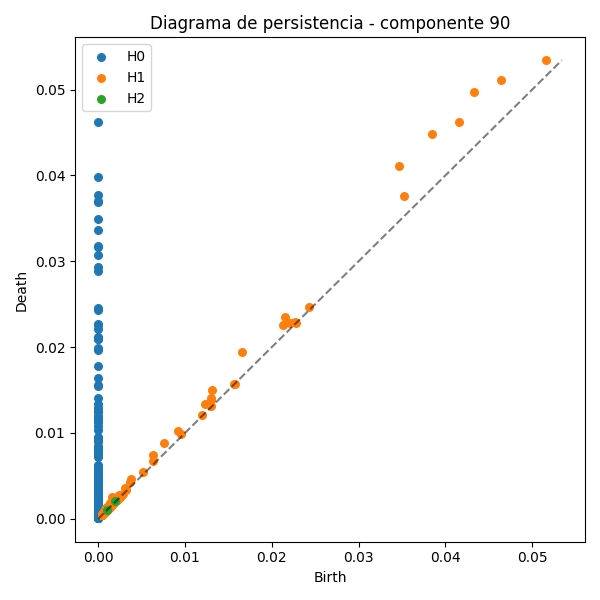 Diagrama de persistencia - componente 90
H0
H1
H2
Death
0.05
0.04
0.03
0.02
0.01
0.00
0.00 0.01 0.02 0.03 0.04 0.05
Birth